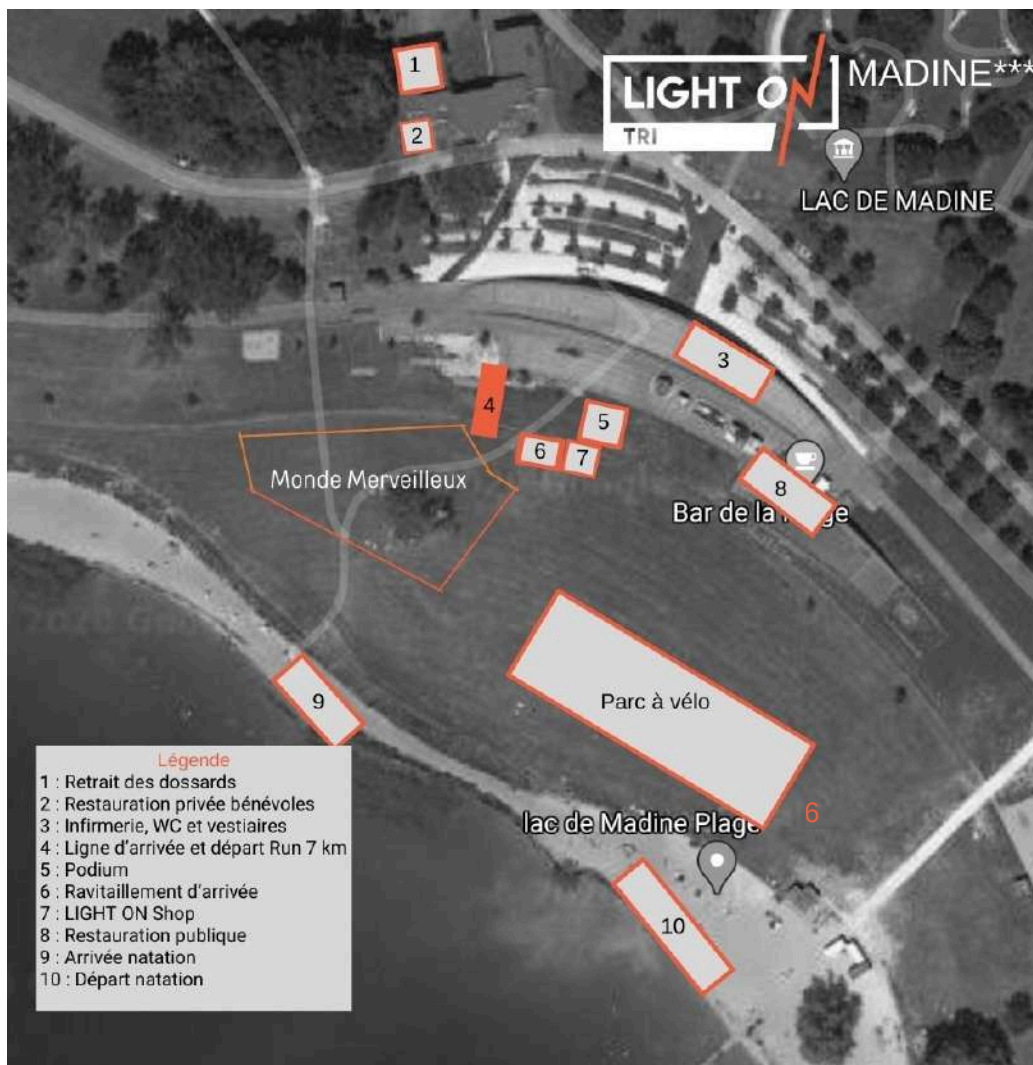 1
2
LIGHT ON
TRI
MADINE***
LAC DE MADINE
3
4
5
6
7
Monde Merveilleux
8
Bar de la
Parc à vélo
9
6
lac de Madine Plage
10
Légende
1 : Retrait des dossards
2 : Restauration privée bénévoles
3 : Infirmerie, WC et vestiaires
4 : Ligne d'arrivée et départ Run 7 km
5 : Podium
6 : Ravitaillement d'arrivée
7 : LIGHT ON Shop
8 : Restauration publique
9 : Arrivée natation
10 : Départ natation